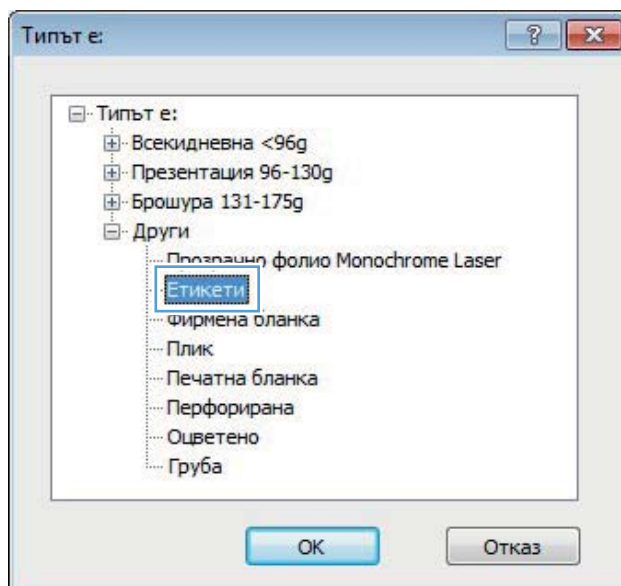 Типът е:
Типът е:
Всекидневна <96g
Презентация 96-130g
Брошура 131-175g
Други
Прозрачно фолио Monochrome Laser
Етикети
Фирмена бланка
Плик
Печатна бланка
Перфорирана
Оцветено
Груба
OK
Отказ